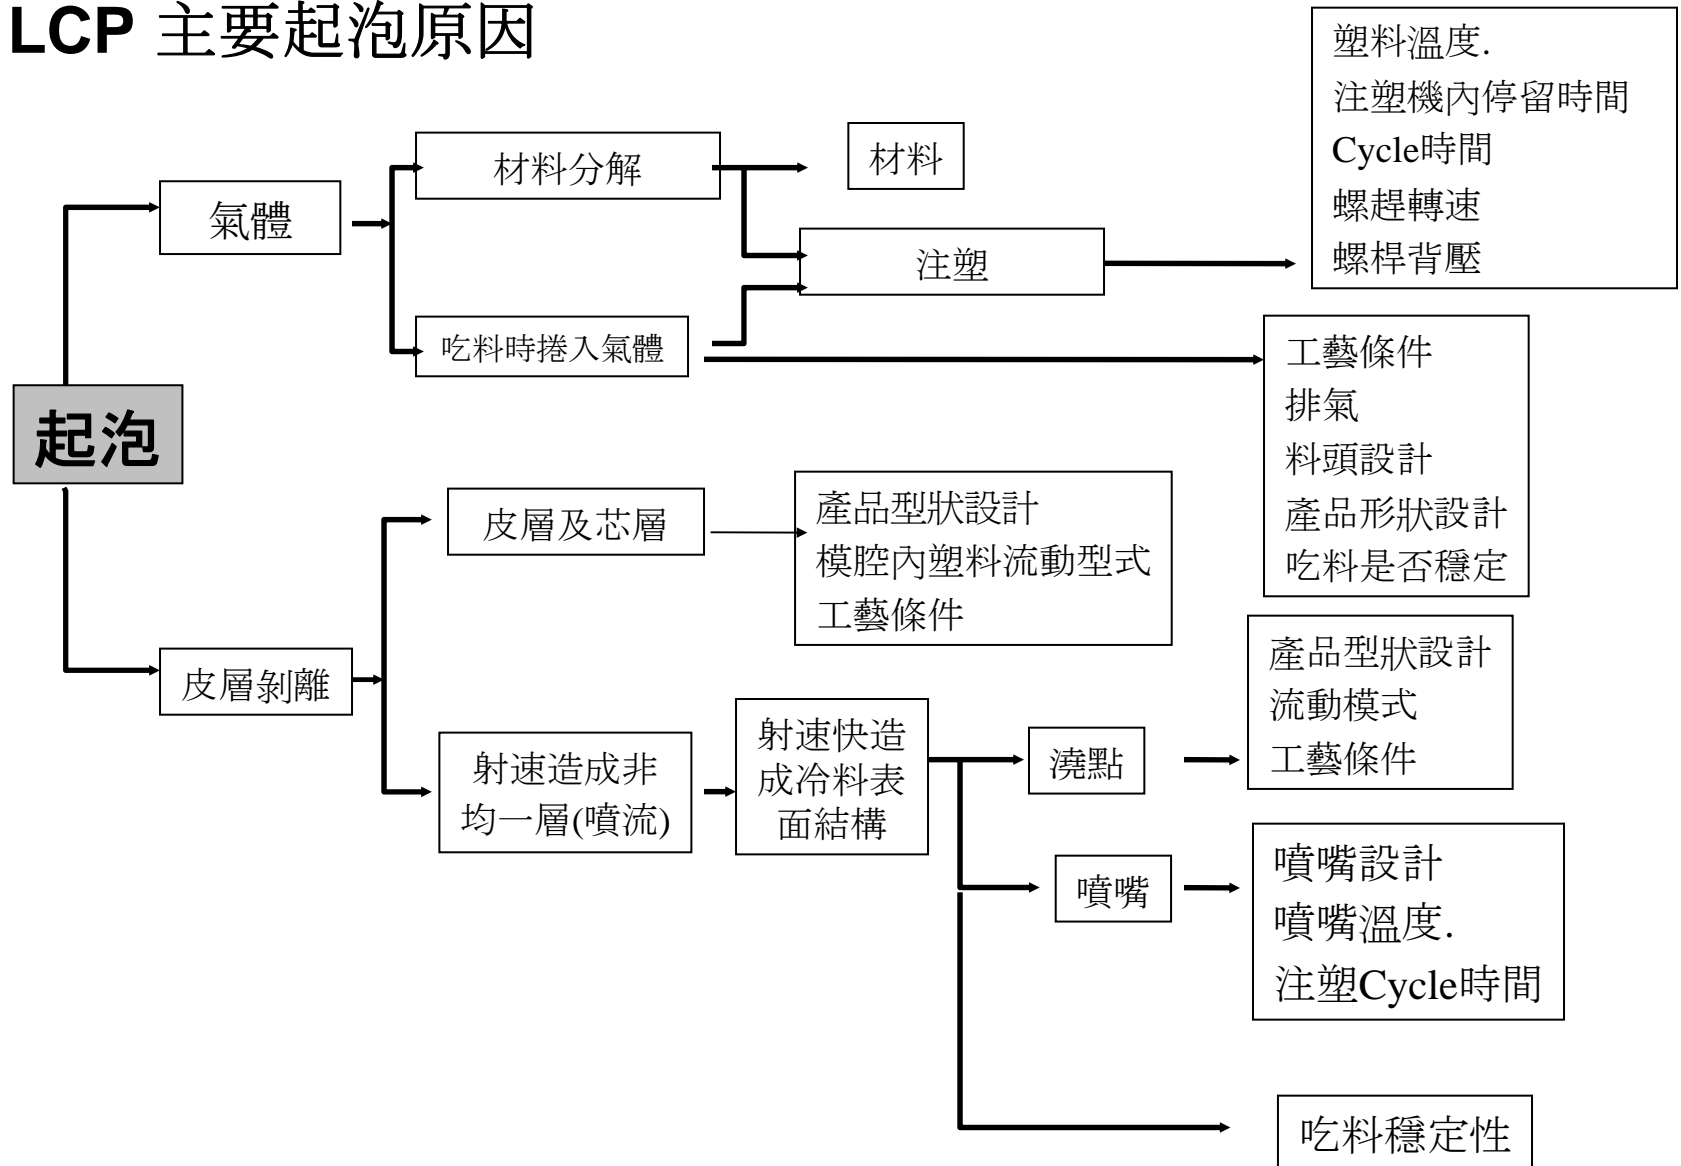 LCP 主要起泡原因
塑料溫度.
注塑機內停留時間
Cycle時間
螺趕轉速
螺桿背壓
材料
材料分解
氣體
注塑
吃料時捲入氣體
工藝條件
排氣
料頭設計
產品形狀設計
吃料是否穩定
起泡
皮層及芯層
產品型狀設計
模腔內塑料流動型式
工藝條件
皮層剝離
產品型狀設計
流動模式
工藝條件
射速造成非
均一層(噴流)
射速快造
成冷料表
面結構
澆點
噴嘴
噴嘴設計
噴嘴溫度.
注塑Cycle時間
吃料穩定性